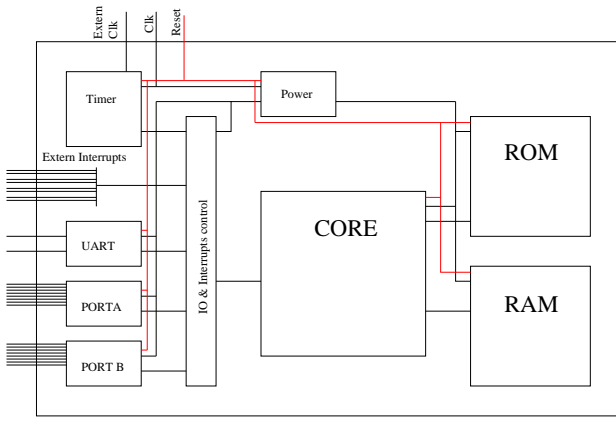 Extern
Clk
Clk
Reset
Timer
Power
Extern Interrupts
ROM
IO & Interrupts control
CORE
UART
PORTA
RAM
PORT B